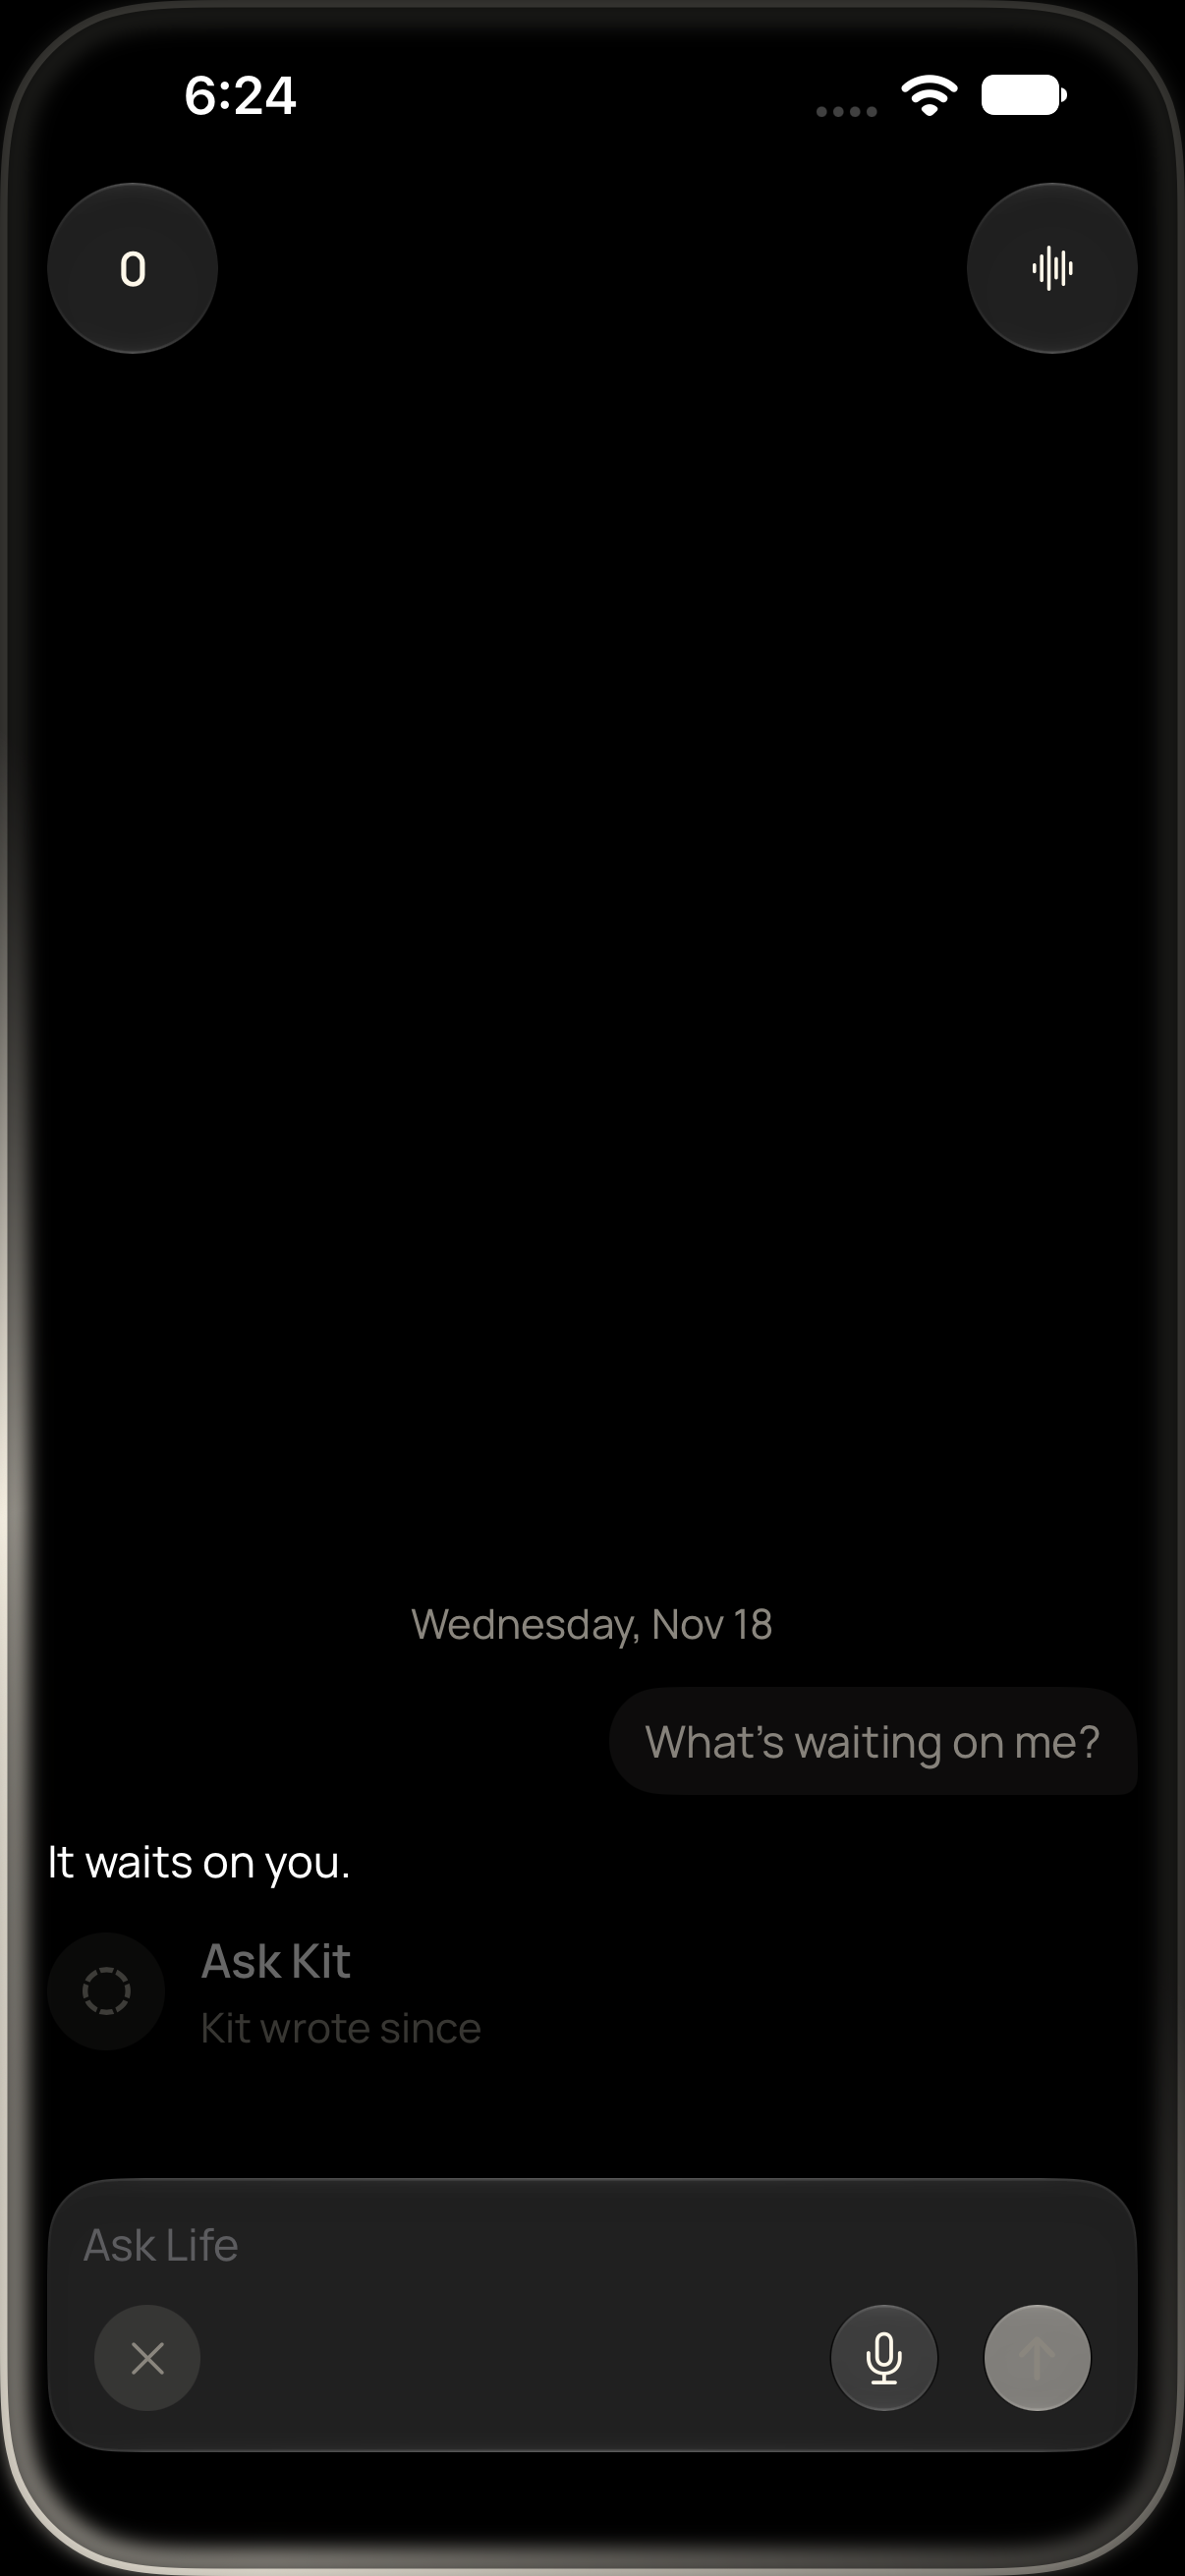 6:24
0
Wednesday, Nov 18
What's waiting on me?
It waits on you.
Ask Kit
Kit wrote since
Ask Life